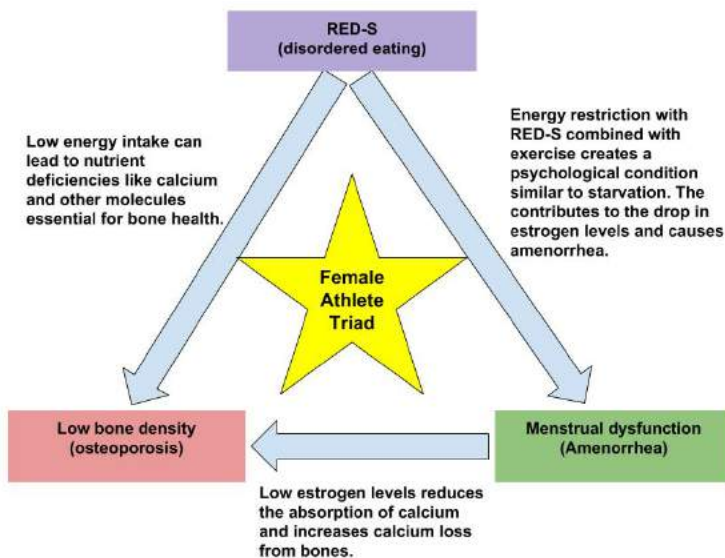 RED-S
(disordered eating)
Low energy intake can
lead to nutrient
deficiencies like calcium
and other molecules
essential for bone health.
Energy restriction with
RED-S combined with
exercise creates a
psychological condition
similar to starvation. The
contributes to the drop in
estrogen levels and causes
amenorrhea.
Female
Athlete
Triad
Low bone density
(osteoporosis)
Menstrual dysfunction
(Amenorrhea)
Low estrogen levels reduces
the absorption of calcium
and increases calcium loss
from bones.